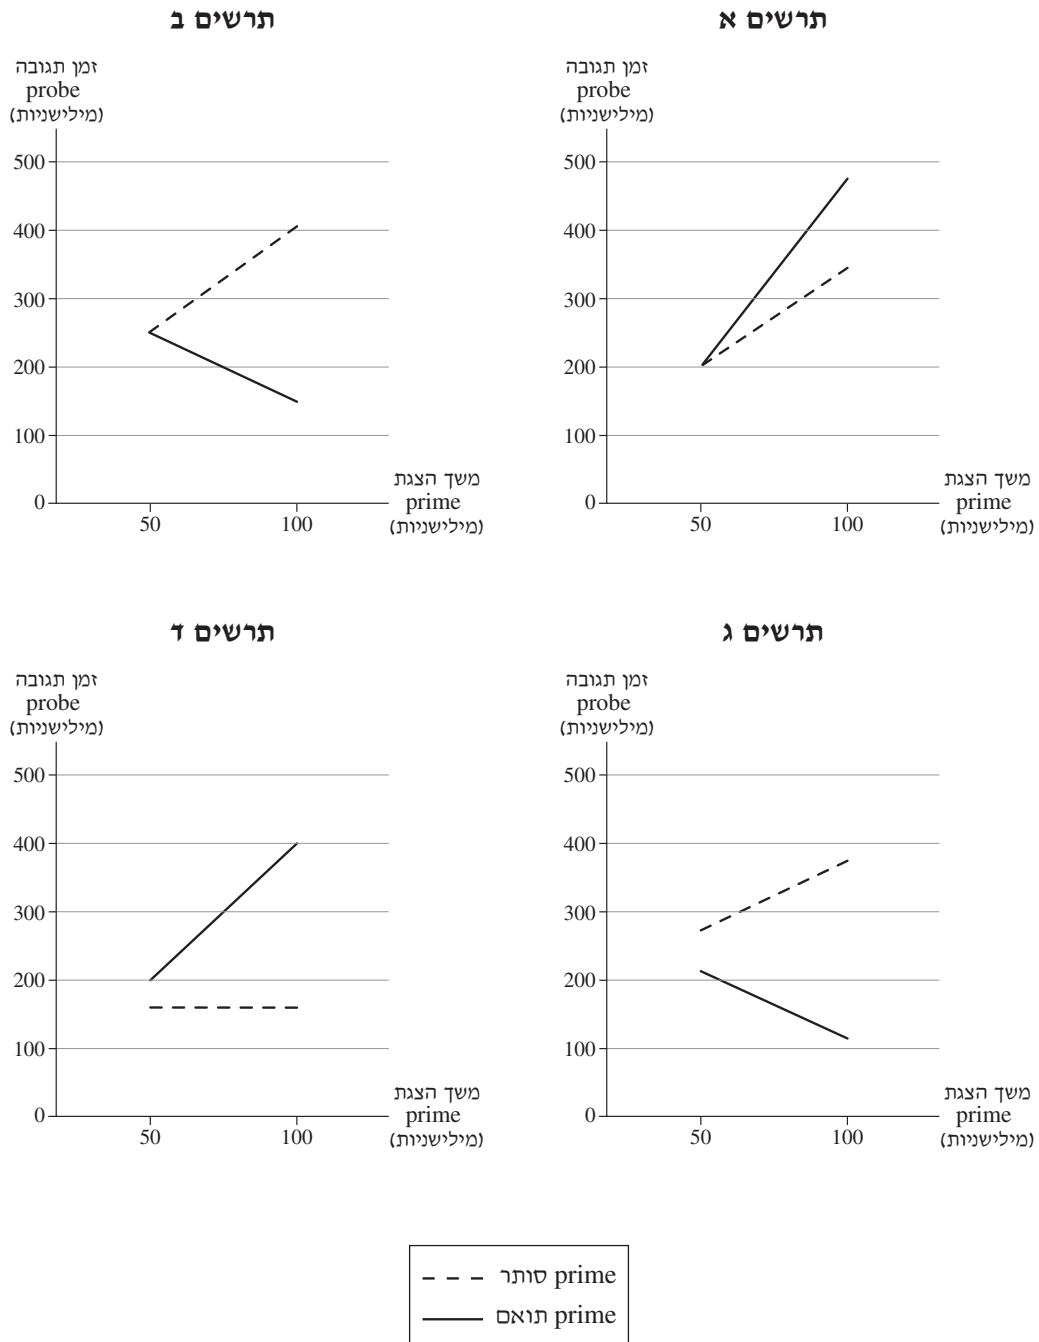 תרשים א
זמן תגובה
probe
(מילישניות)
500
400
300
200
100
0
50
100
משך הצגת
prime
(מילישניות)
תרשים ב
זמן תגובה
probe
(מילישניות)
500
400
300
200
100
0
50
100
משך הצגת
prime
(מילישניות)
תרשים ג
זמן תגובה
probe
(מילישניות)
500
400
300
200
100
0
50
100
משך הצגת
prime
(מילישניות)
תרשים ד
זמן תגובה
probe
(מילישניות)
500
400
300
200
100
0
50
100
משך הצגת
prime
(מילישניות)
prime סותר
prime תואם